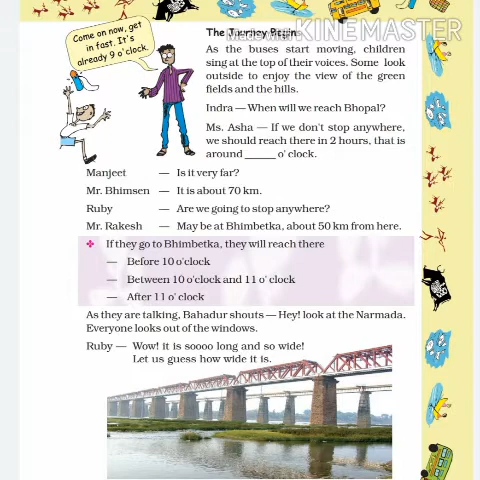 Come on now, get
in fast. It's
already 9 o'clock.
The Journey Begins
KINEMASTER
As the buses start moving, children
sing at the top of their voices. Some look
outside to enjoy the view of the green
fields and the hills.
Indra — When will we reach Bhopal?
Ms. Asha — If we don't stop anywhere,
we should reach there in 2 hours, that is
around ______ o' clock.
Manjeet — Is it very far?
Mr. Bhimsen — It is about 70 km.
Ruby — Are we going to stop anywhere?
Mr. Rakesh — May be at Bhimbetka, about 50 km from here.
❖ If they go to Bhimbetka, they will reach there
— Before 10 o'clock
— Between 10 o'clock and 11 o' clock
— After 11 o' clock
As they are talking, Bahadur shouts — Hey! look at the Narmada.
Everyone looks out of the windows.
Ruby — Wow! it is soooo long and so wide!
Let us guess how wide it is.